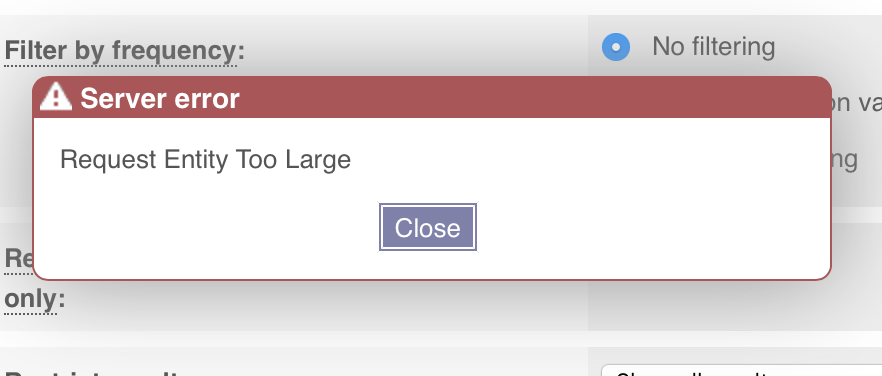 Filter by frequency:
No filtering
Server error
Request Entity Too Large
Close
only: